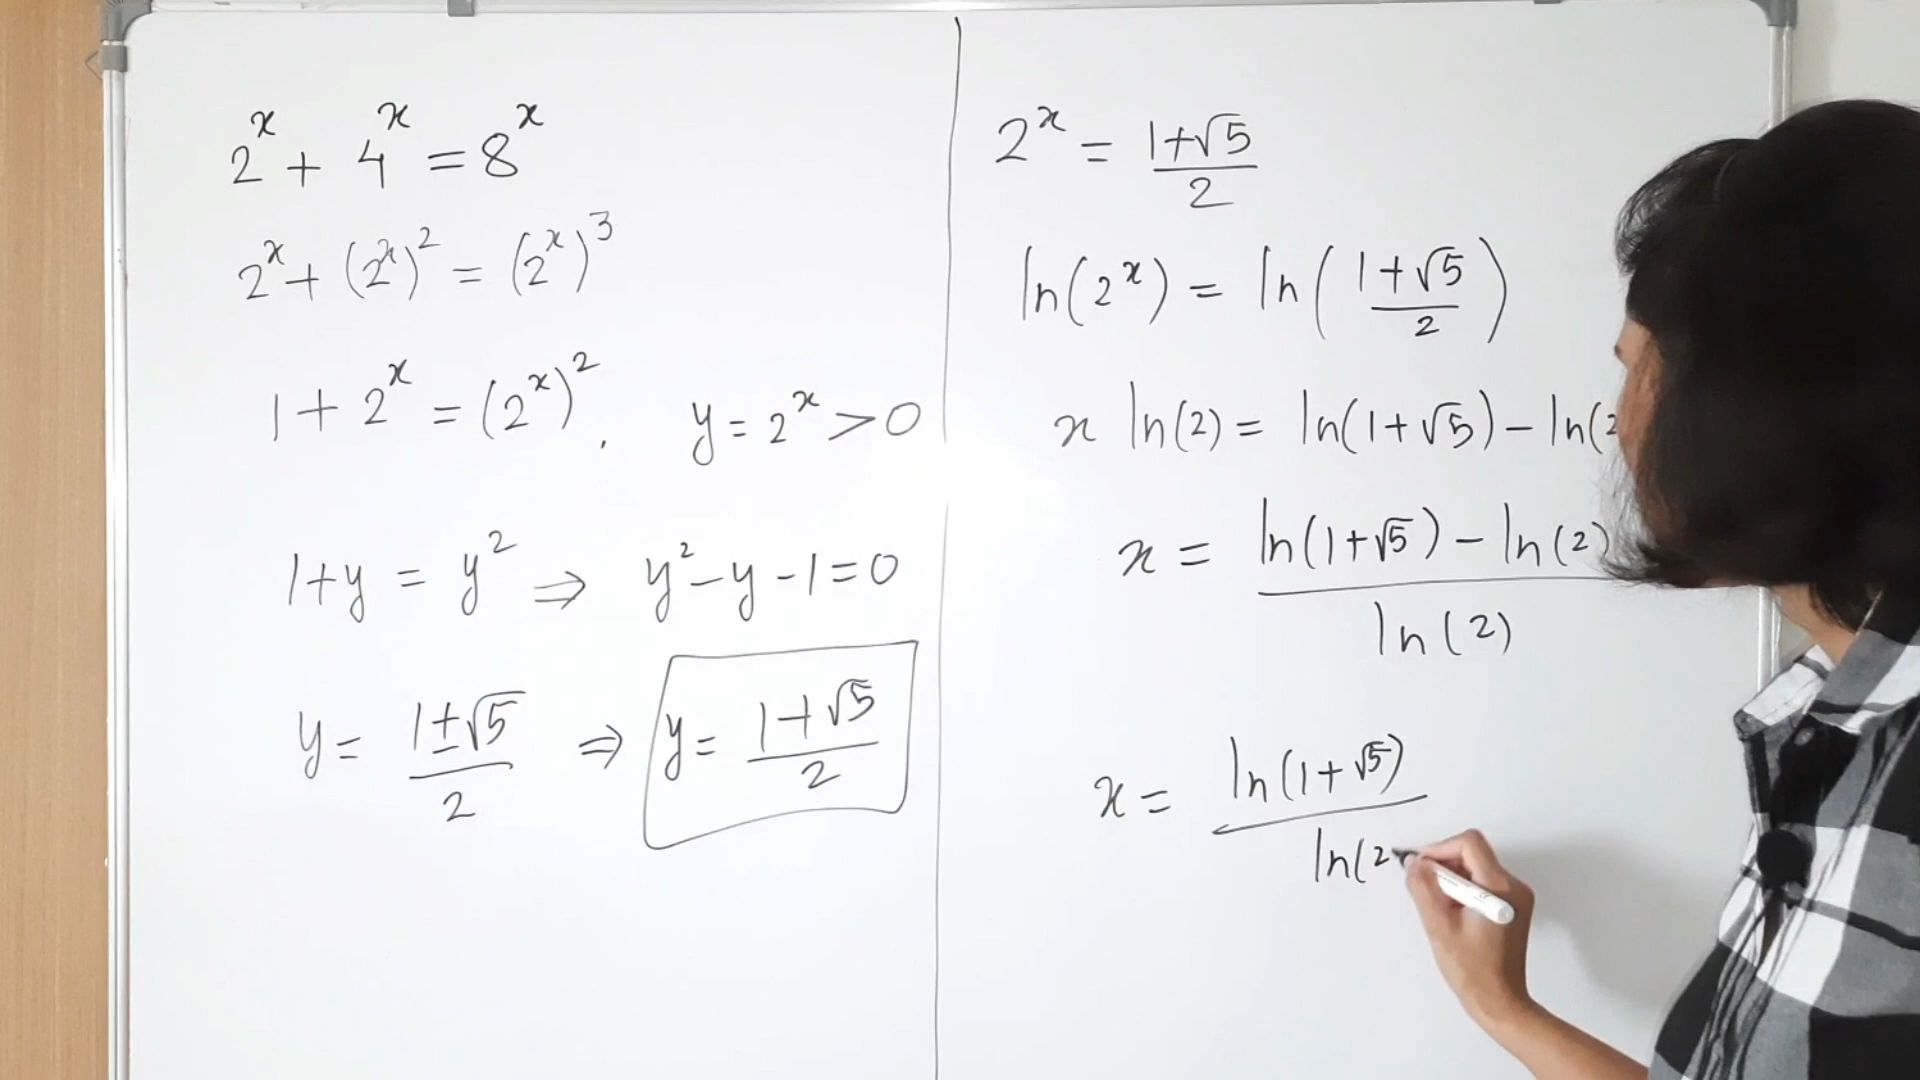 2^x + 4^x = 8^x
2^x + (2^x)^2 = (2^x)^3
1 + 2^x = (2^x)^2 , y = 2^x > 0
1+y = y^2 ⇒ y^2 - y - 1 = 0
y = (1±√5)/2 ⇒ y = (1+√5)/2
2^x = (1+√5)/2
ln(2^x) = ln((1+√5)/2)
x ln(2) = ln(1+√5) - ln(2
x = (ln(1+√5) - ln(2))/ln(2)
x = ln(1+√5)/ln(2